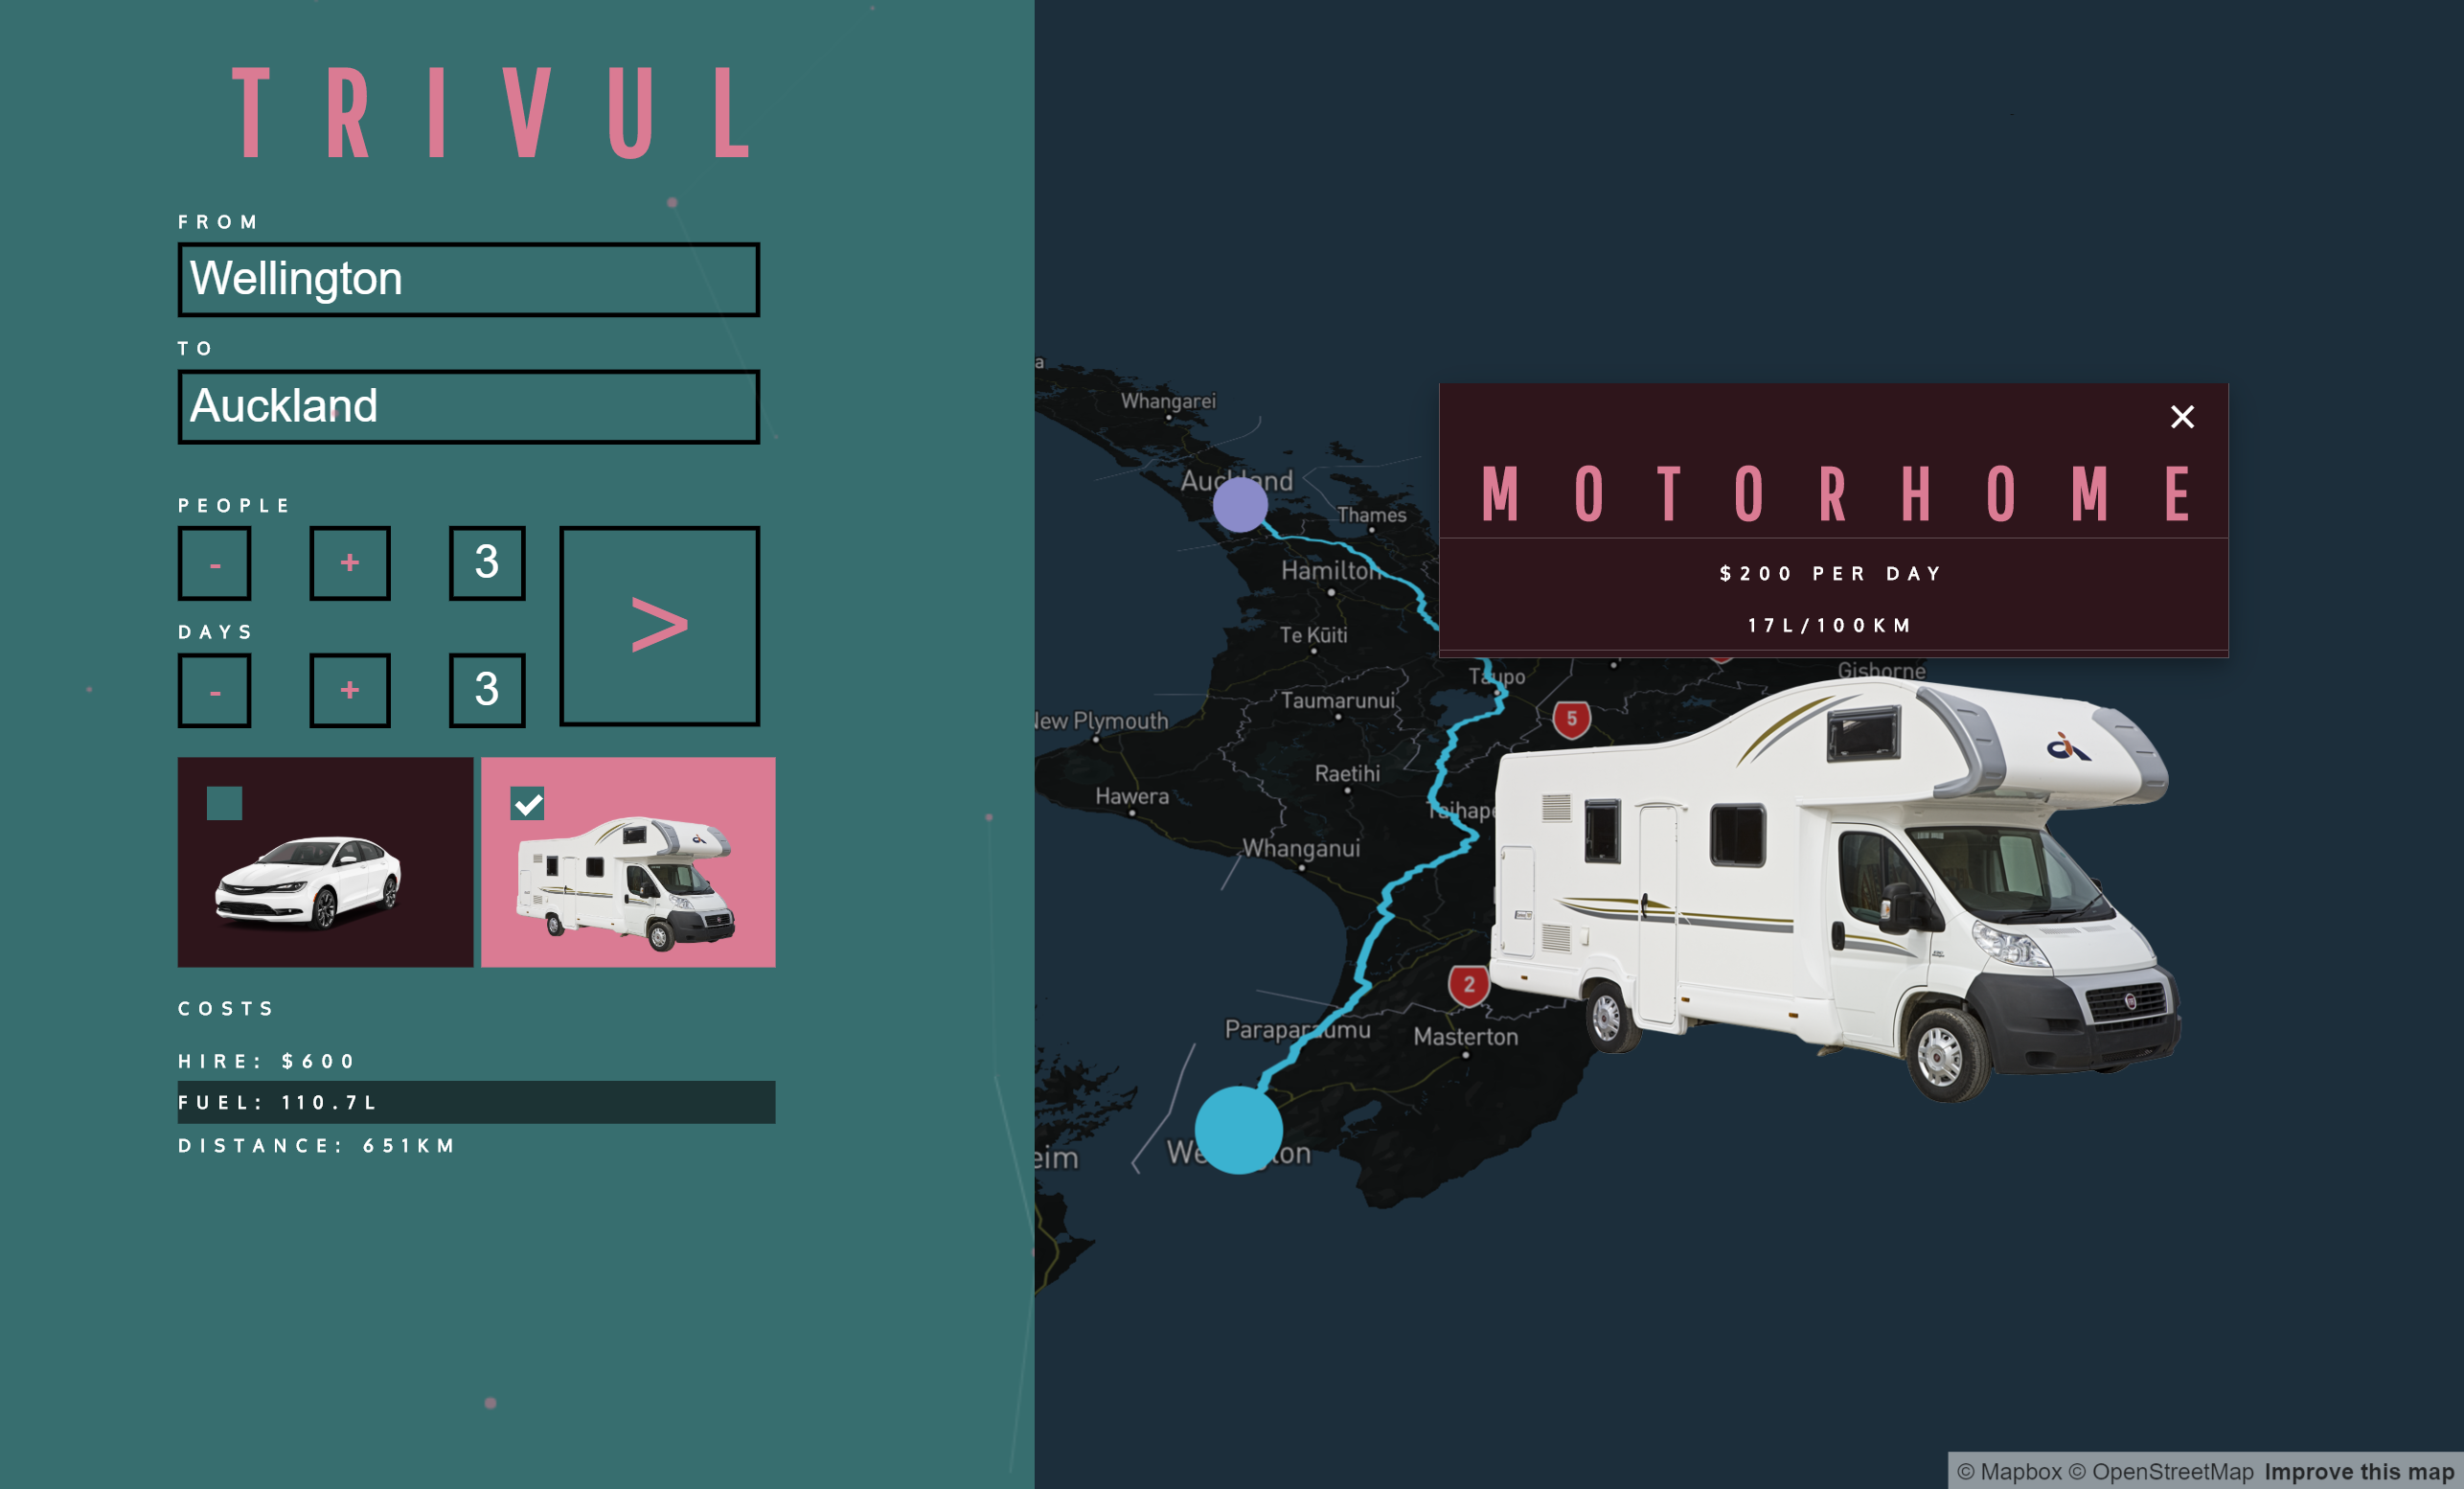 TRIVUL
FROM
Wellington
TO
Auckland
PEOPLE
- + 3
>
DAYS
- + 3
COSTS
HIRE: $600
FUEL: 110.7L
DISTANCE: 651KM
a
Whangarei
Auckland
Thames
Hamilton
Te Kūiti
Taupo
Taumarunui
New Plymouth
5
Raetihi
Hawera
Taihape
Whanganui
2
Paraparaumu
Masterton
eim
Gisborne
MOTORHOME
$200 PER DAY
17L/100KM
© Mapbox © OpenStreetMap Improve this map